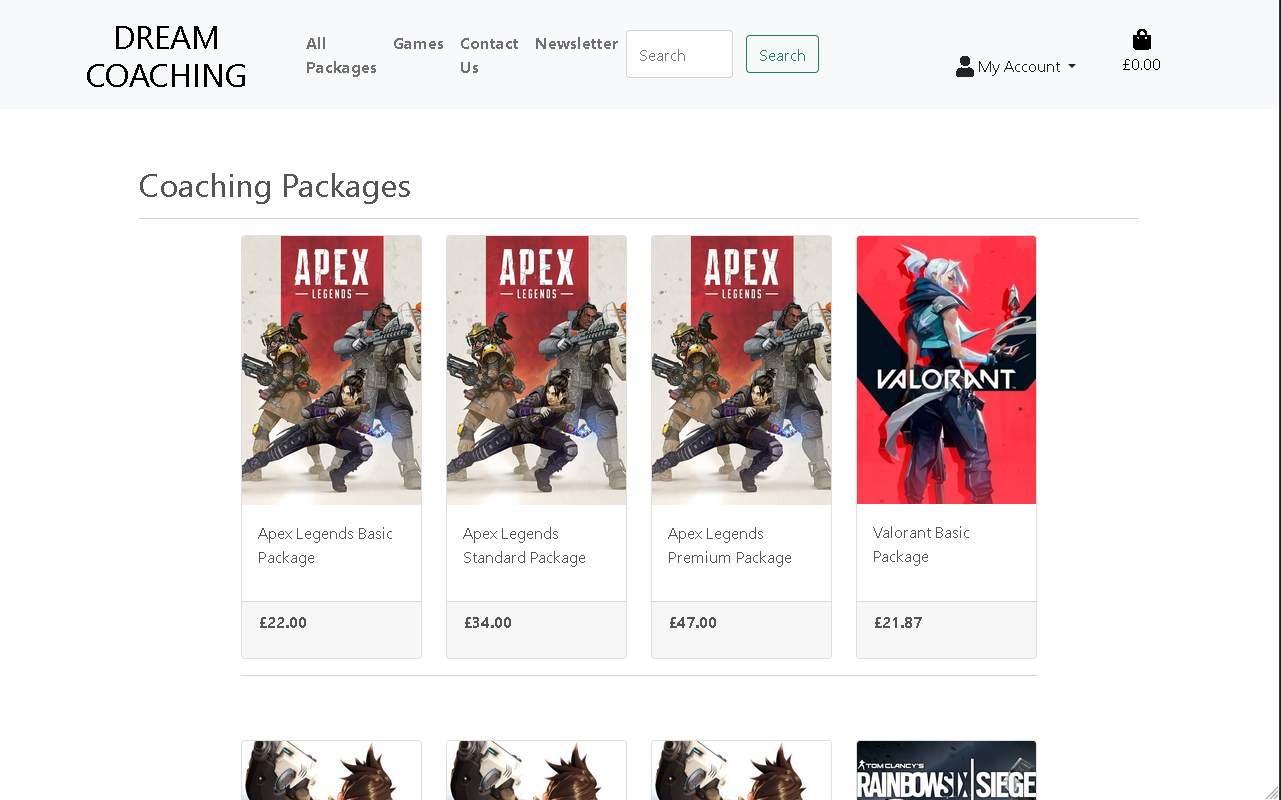 DREAM
COACHING
All
Packages
Games
Contact
Us
Newsletter
Search
Search
My Account
£0.00
Coaching Packages
APEX
LEGENDS
APEX
LEGENDS
APEX
LEGENDS
VALORANT
Apex Legends Basic
Package
Apex Legends
Standard Package
Apex Legends
Premium Package
Valorant Basic
Package
£22.00
£34.00
£47.00
£21.87
TOM CLANCY'S
RAINBOW SIX | SIEGE